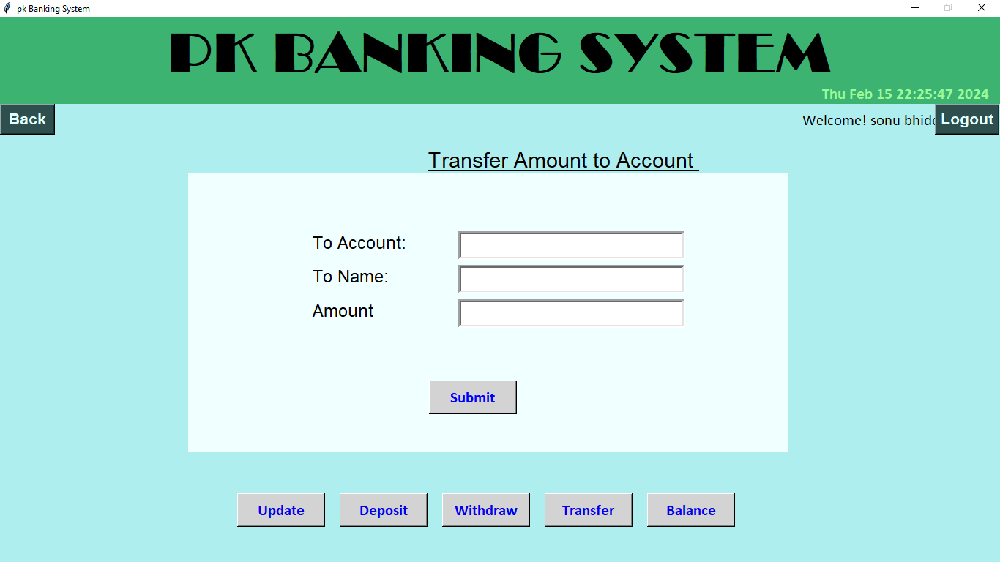 pk Banking System
PK BANKING SYSTEM
Thu Feb 15 22:25:47 2024
Back
Welcome! sonu
Logout
Transfer Amount to Account
To Account:
To Name:
Amount
Submit
Update Deposit Withdraw Transfer Balance